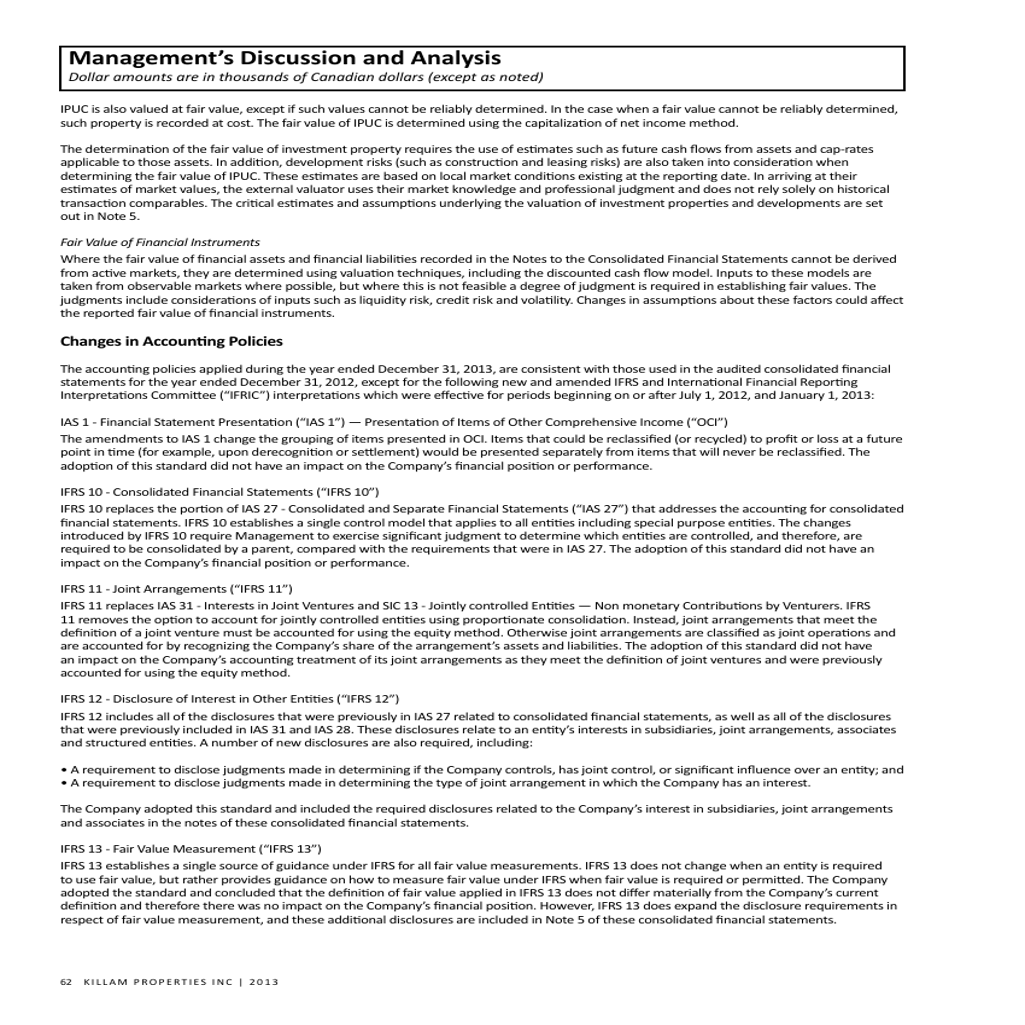 Management’s Discussion and Analysis
Dollar amounts are in thousands of Canadian dollars (except as noted)
IPUC is also valued at fair value, except if such values cannot be reliably determined. In the case when a fair value cannot be reliably determined,
such property is recorded at cost. The fair value of IPUC is determined using the capitalization of net income method.
The determination of the fair value of investment property requires the use of estimates such as future cash flows from assets and cap-rates
applicable to those assets. In addition, development risks (such as construction and leasing risks) are also taken into consideration when
determining the fair value of IPUC. These estimates are based on local market conditions existing at the reporting date. In arriving at their
estimates of market values, the external valuator uses their market knowledge and professional judgment and does not rely solely on historical
transaction comparables. The critical estimates and assumptions underlying the valuation of investment properties and developments are set
out in Note 5.
Fair Value of Financial Instruments
Where the fair value of financial assets and financial liabilities recorded in the Notes to the Consolidated Financial Statements cannot be derived
from active markets, they are determined using valuation techniques, including the discounted cash flow model. Inputs to these models are
taken from observable markets where possible, but where this is not feasible a degree of judgment is required in establishing fair values. The
judgments include considerations of inputs such as liquidity risk, credit risk and volatility. Changes in assumptions about these factors could affect
the reported fair value of financial instruments.
Changes in Accounting Policies
The accounting policies applied during the year ended December 31, 2013, are consistent with those used in the audited consolidated financial
statements for the year ended December 31, 2012, except for the following new and amended IFRS and International Financial Reporting
Interpretations Committee (“IFRIC”) interpretations which were effective for periods beginning on or after July 1, 2012, and January 1, 2013:
IAS 1 - Financial Statement Presentation (“IAS 1”) — Presentation of Items of Other Comprehensive Income (“OCI”)
The amendments to IAS 1 change the grouping of items presented in OCI. Items that could be reclassified (or recycled) to profit or loss at a future
point in time (for example, upon derecognition or settlement) would be presented separately from items that will never be reclassified. The
adoption of this standard did not have an impact on the Company’s financial position or performance.
IFRS 10 - Consolidated Financial Statements (“IFRS 10”)
IFRS 10 replaces the portion of IAS 27 - Consolidated and Separate Financial Statements (“IAS 27”) that addresses the accounting for consolidated
financial statements. IFRS 10 establishes a single control model that applies to all entities including special purpose entities. The changes
introduced by IFRS 10 require Management to exercise significant judgment to determine which entities are controlled, and therefore, are
required to be consolidated by a parent, compared with the requirements that were in IAS 27. The adoption of this standard did not have an
impact on the Company’s financial position or performance.
IFRS 11 - Joint Arrangements (“IFRS 11”)
IFRS 11 replaces IAS 31 - Interests in Joint Ventures and SIC 13 - Jointly controlled Entities — Non monetary Contributions by Venturers. IFRS
11 removes the option to account for jointly controlled entities using proportionate consolidation. Instead, joint arrangements that meet the
definition of a joint venture must be accounted for using the equity method. Otherwise joint arrangements are classified as joint operations and
are accounted for by recognizing the Company’s share of the arrangement’s assets and liabilities. The adoption of this standard did not have
an impact on the Company’s accounting treatment of its joint arrangements as they meet the definition of joint ventures and were previously
accounted for using the equity method.
IFRS 12 - Disclosure of Interest in Other Entities (“IFRS 12”)
IFRS 12 includes all of the disclosures that were previously in IAS 27 related to consolidated financial statements, as well as all of the disclosures
that were previously included in IAS 31 and IAS 28. These disclosures relate to an entity’s interests in subsidiaries, joint arrangements, associates
and structured entities. A number of new disclosures are also required, including:
• A requirement to disclose judgments made in determining if the Company controls, has joint control, or significant influence over an entity; and
• A requirement to disclose judgments made in determining the type of joint arrangement in which the Company has an interest.
The Company adopted this standard and included the required disclosures related to the Company’s interest in subsidiaries, joint arrangements
and associates in the notes of these consolidated financial statements.
IFRS 13 - Fair Value Measurement (“IFRS 13”)
IFRS 13 establishes a single source of guidance under IFRS for all fair value measurements. IFRS 13 does not change when an entity is required
to use fair value, but rather provides guidance on how to measure fair value under IFRS when fair value is required or permitted. The Company
adopted the standard and concluded that the definition of fair value applied in IFRS 13 does not differ materially from the Company’s current
definition and therefore there was no impact on the Company’s financial position. However, IFRS 13 does expand the disclosure requirements in
respect of fair value measurement, and these additional disclosures are included in Note 5 of these consolidated financial statements.
62 KILLAM PROPERTIES INC | 2013